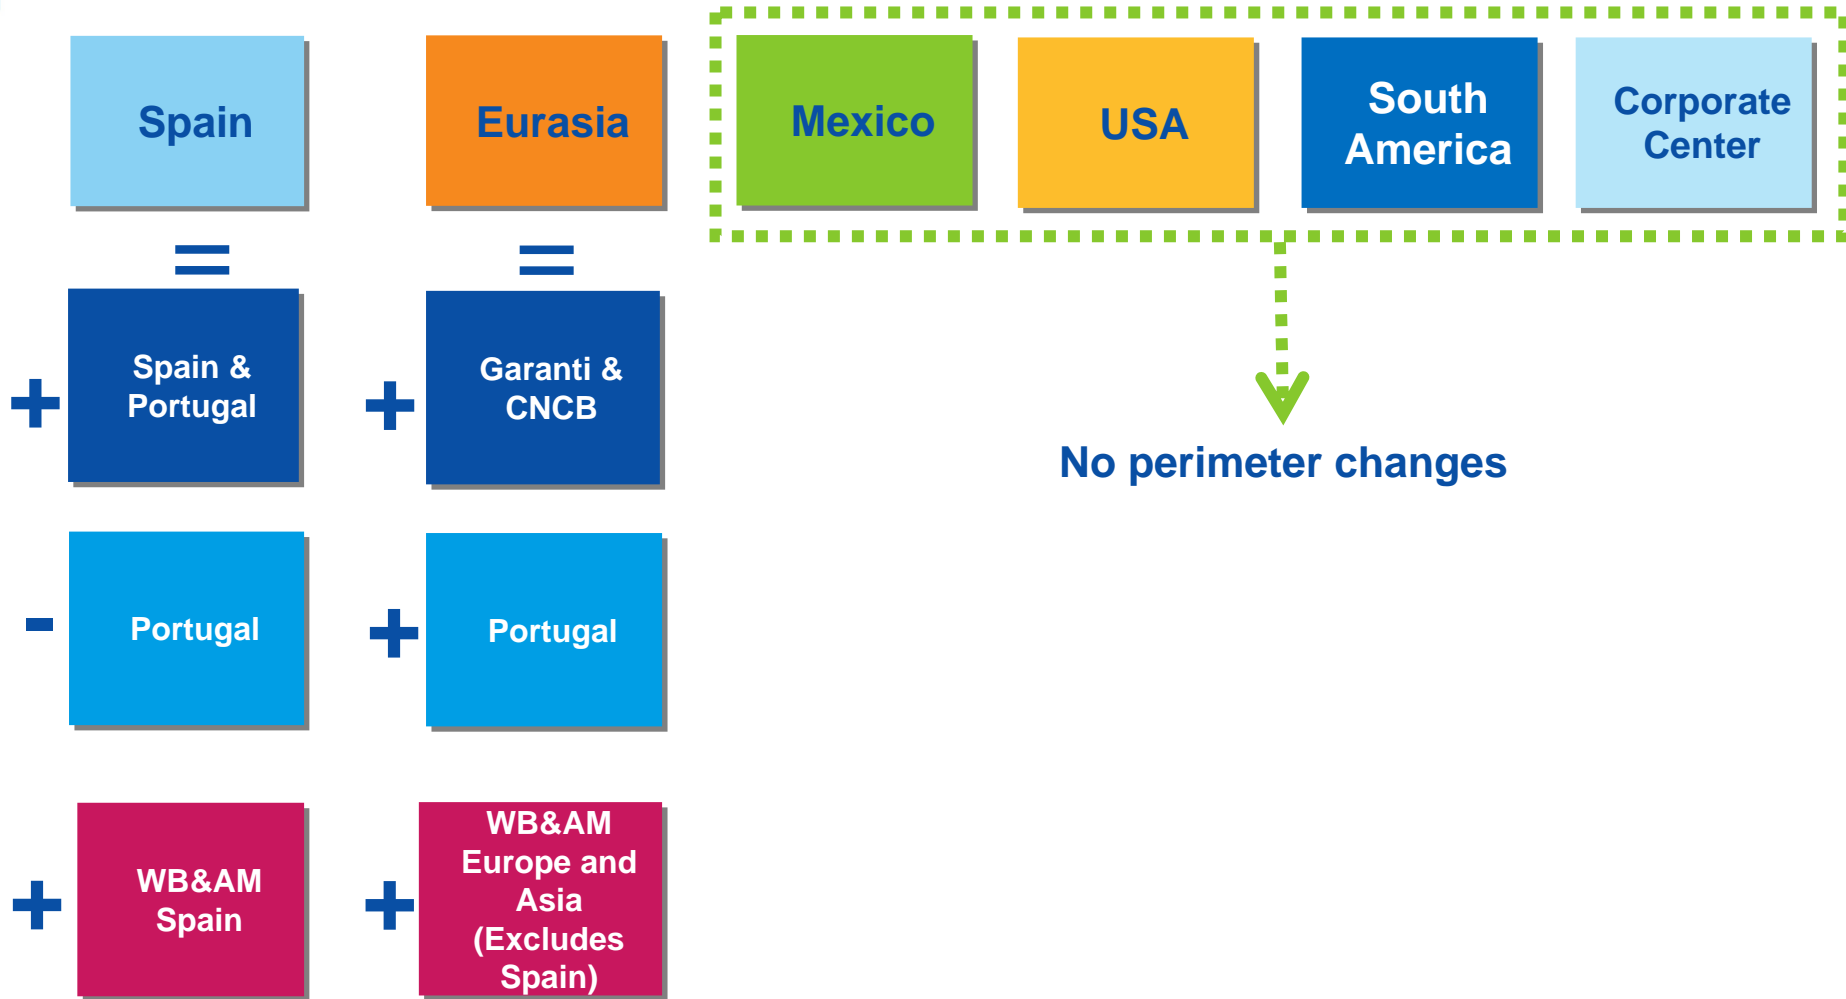 Spain
Eurasia
Mexico
USA
South
America
Corporate
Center
=
=
+
Spain &
Portugal
+
Garanti &
CNCB
No perimeter changes
-
Portugal
+
Portugal
+
WB&AM
Spain
+
WB&AM
Europe and
Asia
(Excludes
Spain)